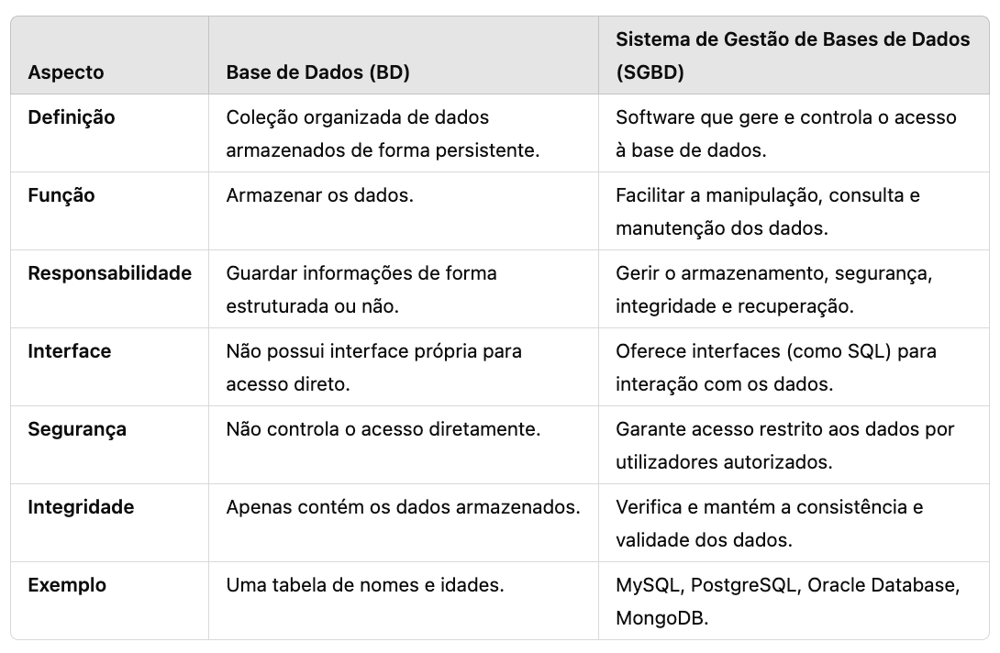 Aspecto
Base de Dados (BD)
Sistema de Gestão de Bases de Dados
(SGBD)
Definição
Coleção organizada de dados
armazenados de forma persistente.
Software que gere e controla o acesso
à base de dados.
Função
Armazenar os dados.
Facilitar a manipulação, consulta e
manutenção dos dados.
Responsabilidade
Guardar informações de forma
estruturada ou não.
Gerir o armazenamento, segurança,
integridade e recuperação.
Interface
Não possui interface própria para
acesso direto.
Oferece interfaces (como SQL) para
interação com os dados.
Segurança
Não controla o acesso diretamente.
Garante acesso restrito aos dados por
utilizadores autorizados.
Integridade
Apenas contém os dados armazenados.
Verifica e mantém a consistência e
validade dos dados.
Exemplo
Uma tabela de nomes e idades.
MySQL, PostgreSQL, Oracle Database,
MongoDB.